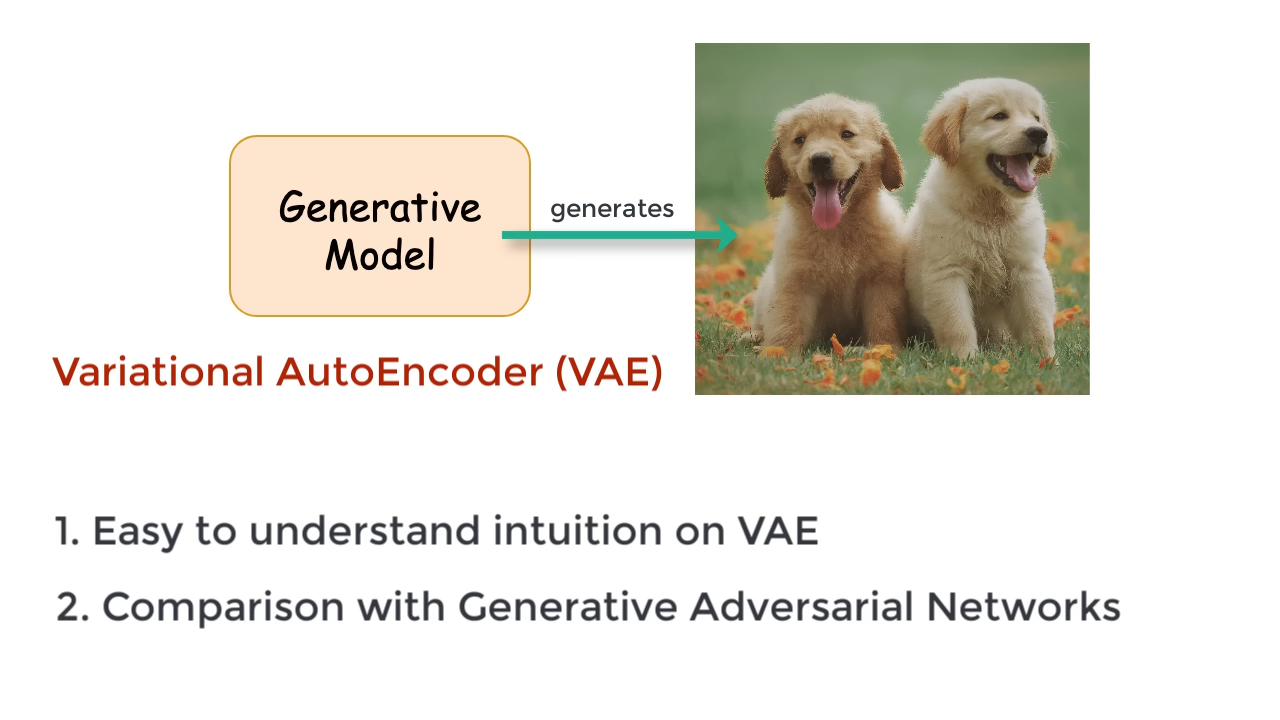 Generative
Model
generates
Variational AutoEncoder (VAE)
1. Easy to understand intuition on VAE
2. Comparison with Generative Adversarial Networks